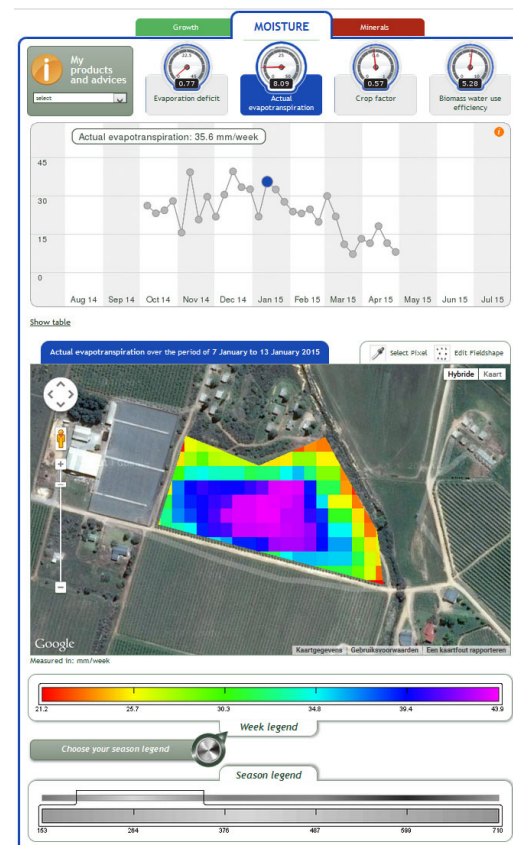 Growth
MOISTURE
Minerals
My
products
and advices
select
22.5
0.77
Evaporation deficit
25
8.09
Actual
evapotranspiration
0.57
Crop factor
5.28
Biomass water use
efficiency
Actual evapotranspiration: 35.6 mm/week
45
30
15
0
Aug 14 Sep 14 Oct 14 Nov 14 Dec 14 Jan 15 Feb 15 Mar 15 Apr 15 May 15 Jun 15 Jul 15
Show table
Actual evapotranspiration over the period of 7 January to 13 January 2015
Select Pixel
Edit Fieldshape
Hybride
Kaart
Google
Kaartgegevens
Gebruiksvoorwaarden
Een kaartfout rapporteren
Measured in: mm/week
21.2 25.7 30.3 34.8 39.4 43.9
Week legend
Choose your season legend
Season legend
153 264 376 487 599 710